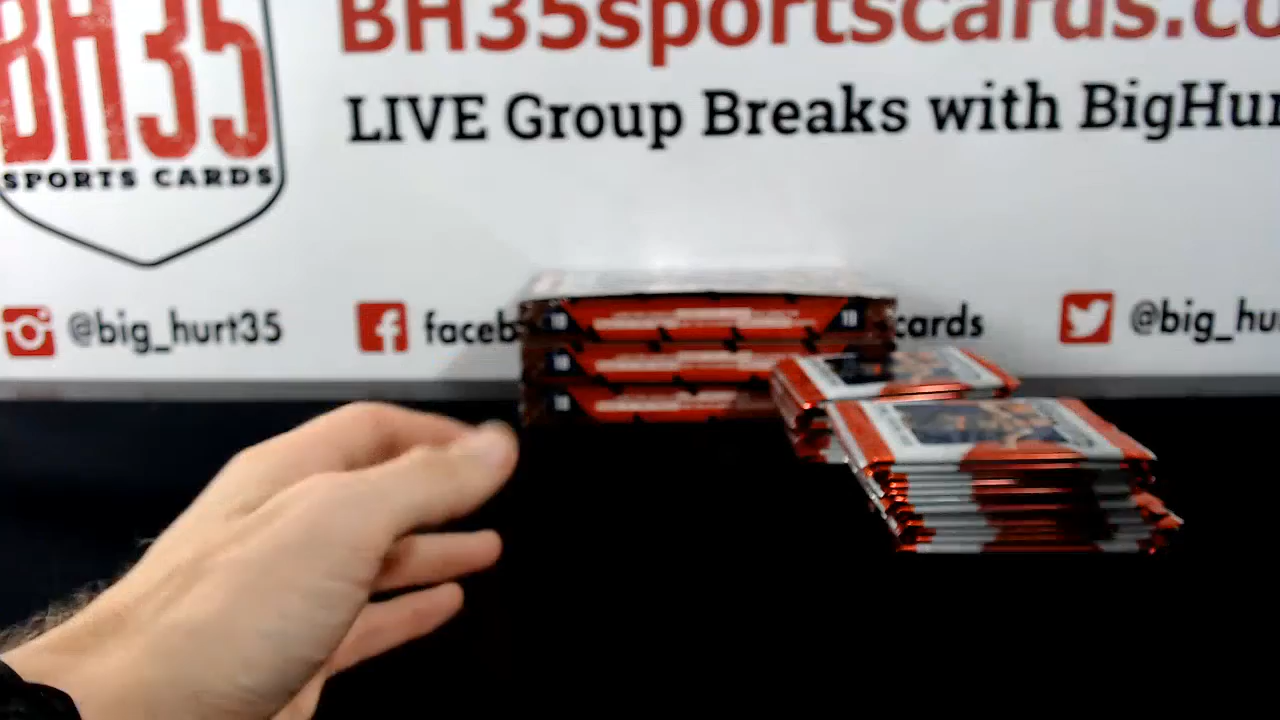 BH35
SPORTS CARDS
BH35sportscards.co
LIVE Group Breaks with BigHur
@big_hurt35
faceb
cards
@big_hu